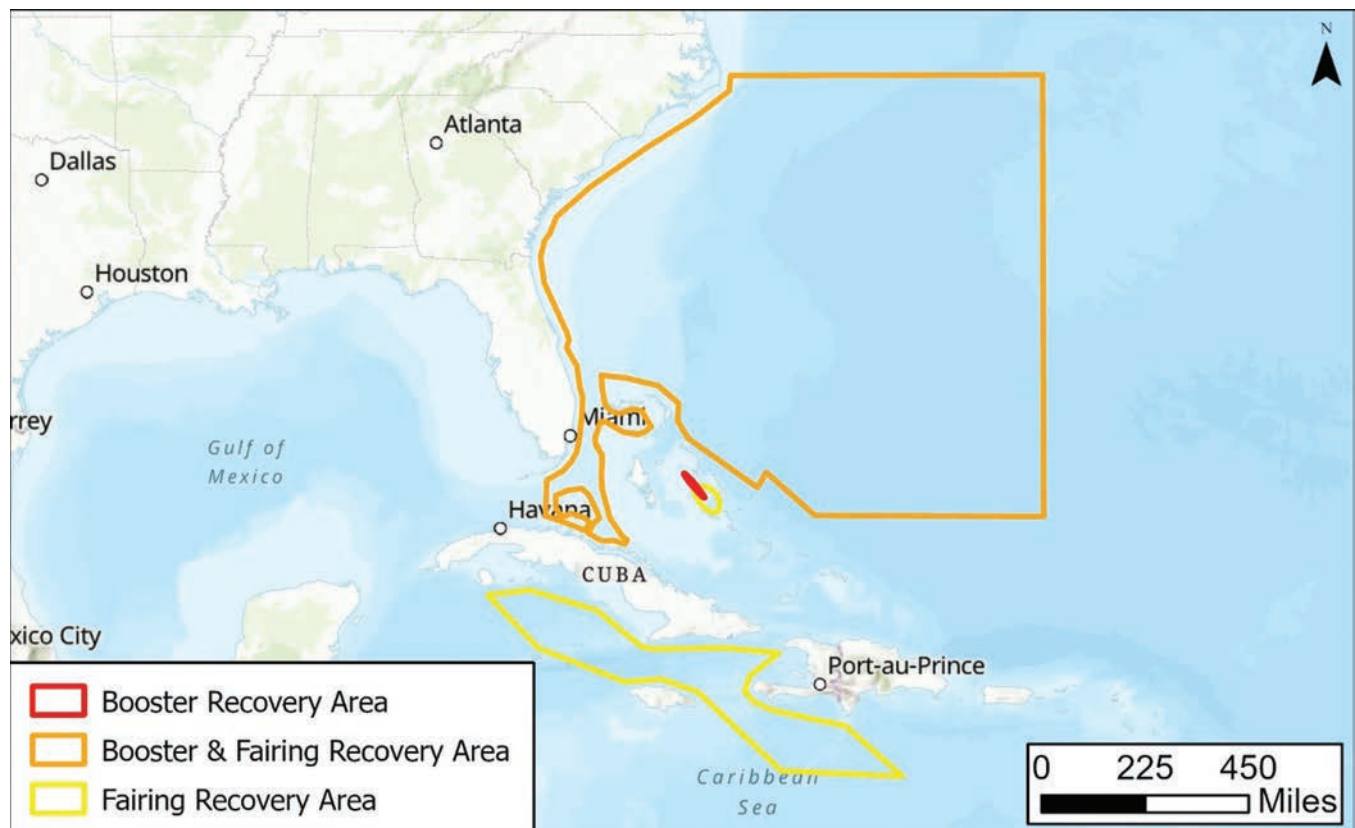 N
Atlanta
Dallas
Houston
rrey
Miami
Gulf of
Mexico
Havana
CUBA
xico City
Port-au-Prince
Caribbean
Sea
Booster Recovery Area
Booster & Fairing Recovery Area
Fairing Recovery Area
0 225 450
Miles